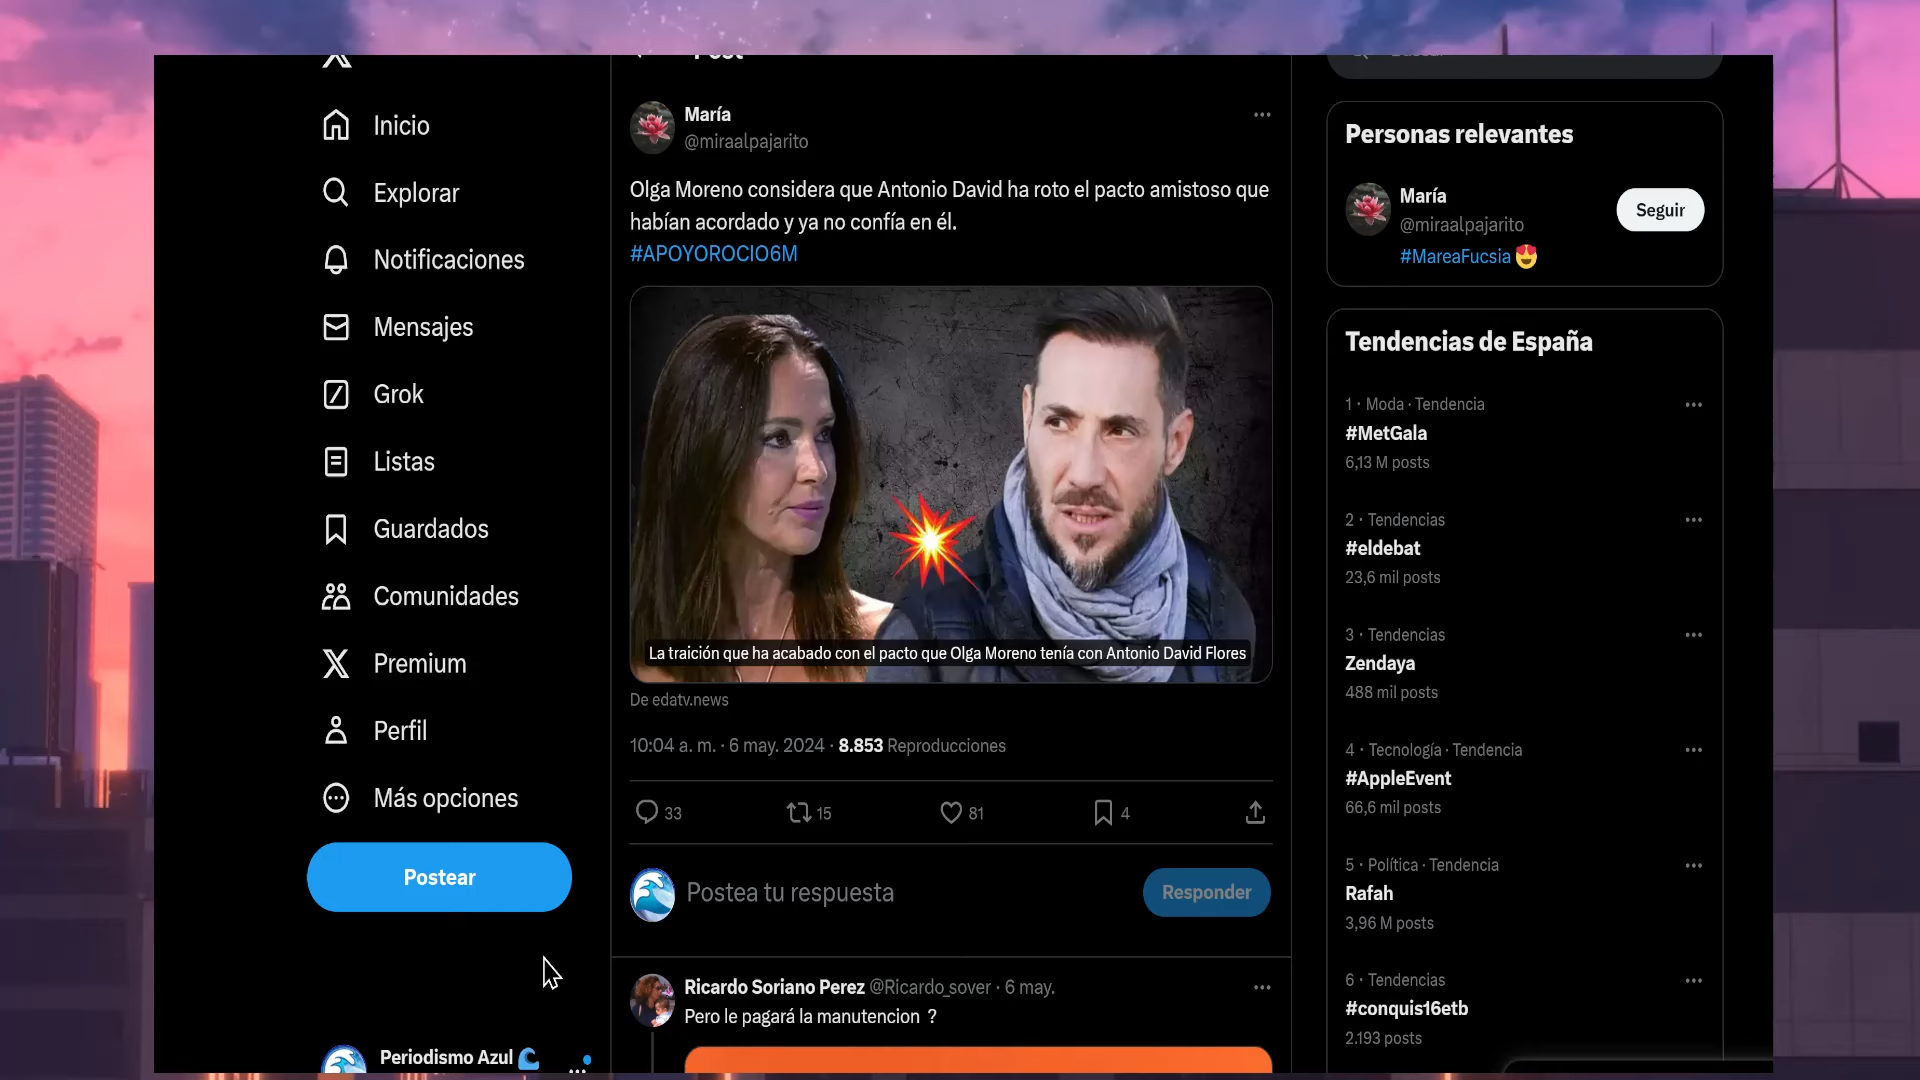 Inicio
Explorar
Notificaciones
Mensajes
Grok
Listas
Guardados
Comunidades
Premium
Perfil
Más opciones
Postear
Periodismo Azul
Post
María
@miraalpajarito
Olga Moreno considera que Antonio David ha roto el pacto amistoso que
habían acordado y ya no confía en él.
#APOYOROCIO6M
La traición que ha acabado con el pacto que Olga Moreno tenía con Antonio David Flores
De edatv.news
10:04 a. m. · 6 may. 2024 · 8.853 Reproducciones
33 15 81 4
Postea tu respuesta Responder
Ricardo Soriano Perez @Ricardo_sover · 6 may.
Pero le pagará la manutencion ?
Personas relevantes
María
@miraalpajarito
Seguir
#MareaFucsia
Tendencias de España
1 · Moda · Tendencia
#MetGala
6,13 M posts
2 · Tendencias
#eldebat
23,6 mil posts
3 · Tendencias
Zendaya
488 mil posts
4 · Tecnología · Tendencia
#AppleEvent
66,6 mil posts
5 · Política · Tendencia
Rafah
3,96 M posts
6 · Tendencias
#conquis16etb
2.193 posts